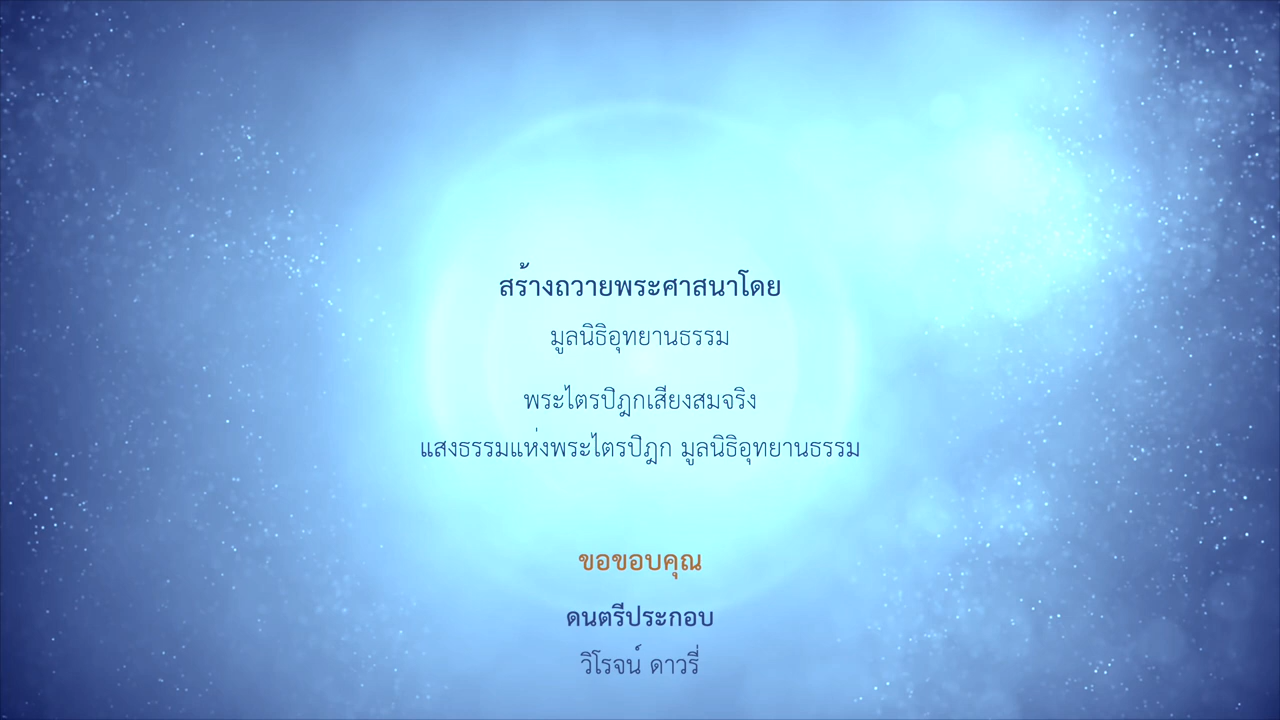 สร้างถวายพระศาสนาโดย
มูลนิธิอุทยานธรรม
พระไตรปิฎกเสียงสมจริง
แสงธรรมแห่งพระไตรปิฎก มูลนิธิอุทยานธรรม
ขอขอบคุณ
ดนตรีประกอบ
วิโรจน์ ดาวรี่